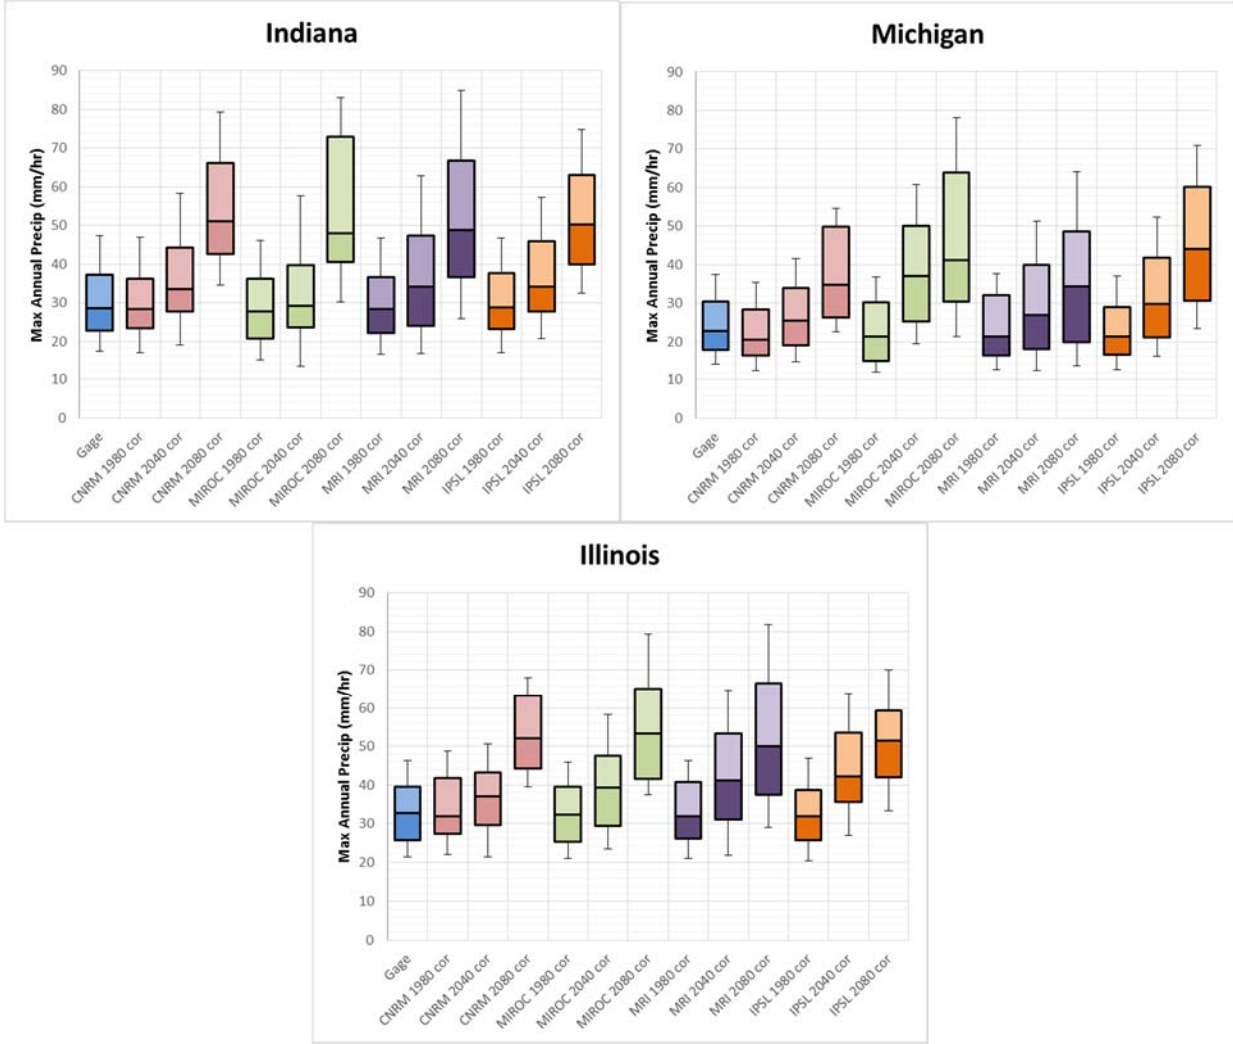 Indiana
Max Annual Precip (mm/hr)
90
80
70
60
50
40
30
20
10
0
Gage
CNRM 1980 cor
CNRM 2040 cor
CNRM 2080 cor
MIROC 1980 cor
MIROC 2040 cor
MIROC 2080 cor
MRI 1980 cor
MRI 2040 cor
MRI 2080 cor
IPSL 1980 cor
IPSL 2040 cor
IPSL 2080 cor
Michigan
Max Annual Precip (mm/hr)
90
80
70
60
50
40
30
20
10
0
Gage
CNRM 1980 cor
CNRM 2040 cor
CNRM 2080 cor
MIROC 1980 cor
MIROC 2040 cor
MIROC 2080 cor
MRI 1980 cor
MRI 2040 cor
MRI 2080 cor
IPSL 1980 cor
IPSL 2040 cor
IPSL 2080 cor
Illinois
Max Annual Precip (mm/hr)
90
80
70
60
50
40
30
20
10
0
Gage
CNRM 1980 cor
CNRM 2040 cor
CNRM 2080 cor
MIROC 1980 cor
MIROC 2040 cor
MIROC 2080 cor
MRI 1980 cor
MRI 2040 cor
MRI 2080 cor
IPSL 1980 cor
IPSL 2040 cor
IPSL 2080 cor